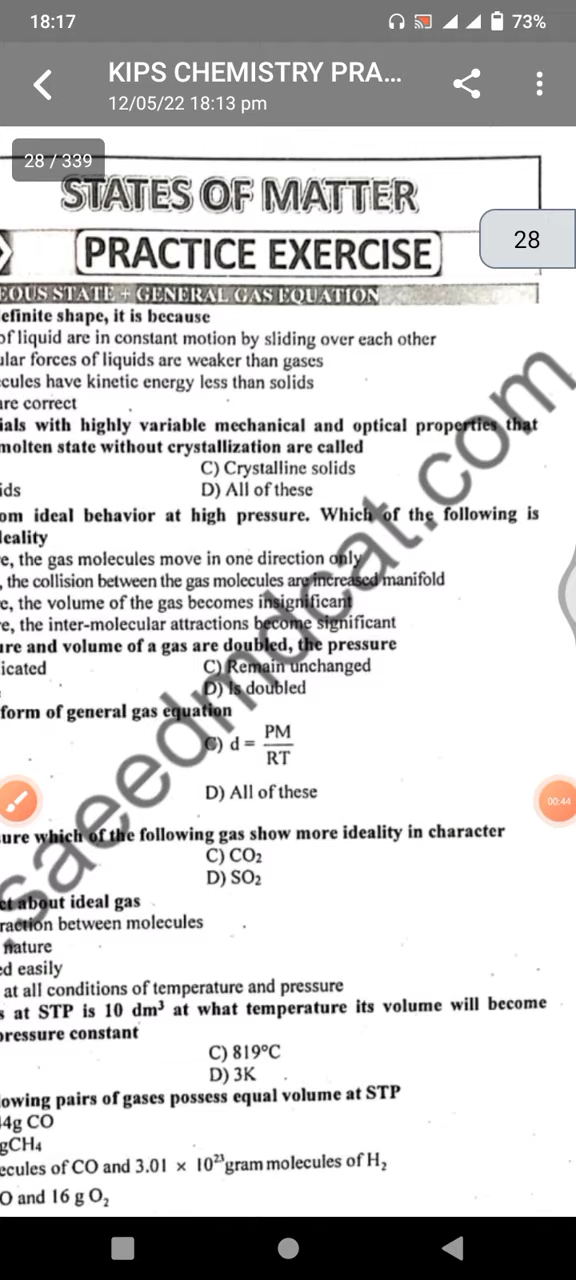 18:17
73%
KIPS CHEMISTRY PRA...
12/05/22 18:13 pm
28 / 339
STATES OF MATTER
PRACTICE EXERCISE
28
EOUS STATE + GENERAL GAS EQUATION
efinite shape, it is because
of liquid are in constant motion by sliding over each other
ular forces of liquids are weaker than gases
ecules have kinetic energy less than solids
are correct
ials with highly variable mechanical and optical properties that
molten state without crystallization are called
C) Crystalline solids
ids
D) All of these
om ideal behavior at high pressure. Which of the following is
leality
e, the gas molecules move in one direction only
, the collision between the gas molecules are increased manifold
e, the volume of the gas becomes insignificant
e, the inter-molecular attractions become significant
ure and volume of a gas are doubled, the pressure
icated
C) Remain unchanged
D) Is doubled
form of general gas equation
C) d = PM
RT
D) All of these
00:44
ure which of the following gas show more ideality in character
C) CO₂
D) SO₂
ct about ideal gas
raction between molecules
nature
ed easily
at all conditions of temperature and pressure
s at STP is 10 dm³ at what temperature its volume will become
pressure constant
C) 819°C
D) 3K
lowing pairs of gases possess equal volume at STP
14g CO
gCH₄
ecules of CO and 3.01 × 10²³gram molecules of H₂
O and 16 g O₂
.saeedmdcat.com